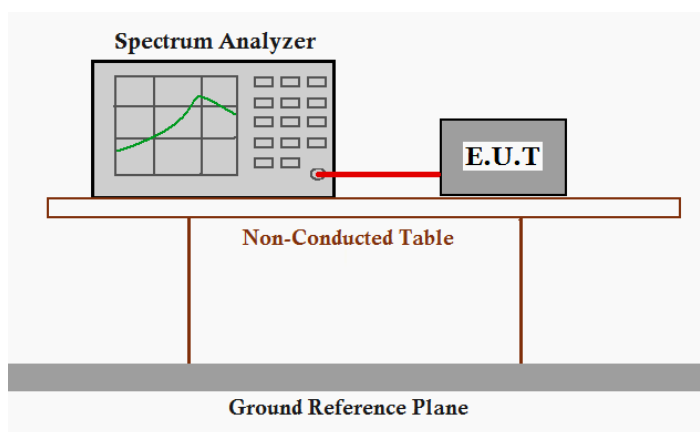 Spectrum Analyzer
E.U.T
Non-Conducted Table
Ground Reference Plane